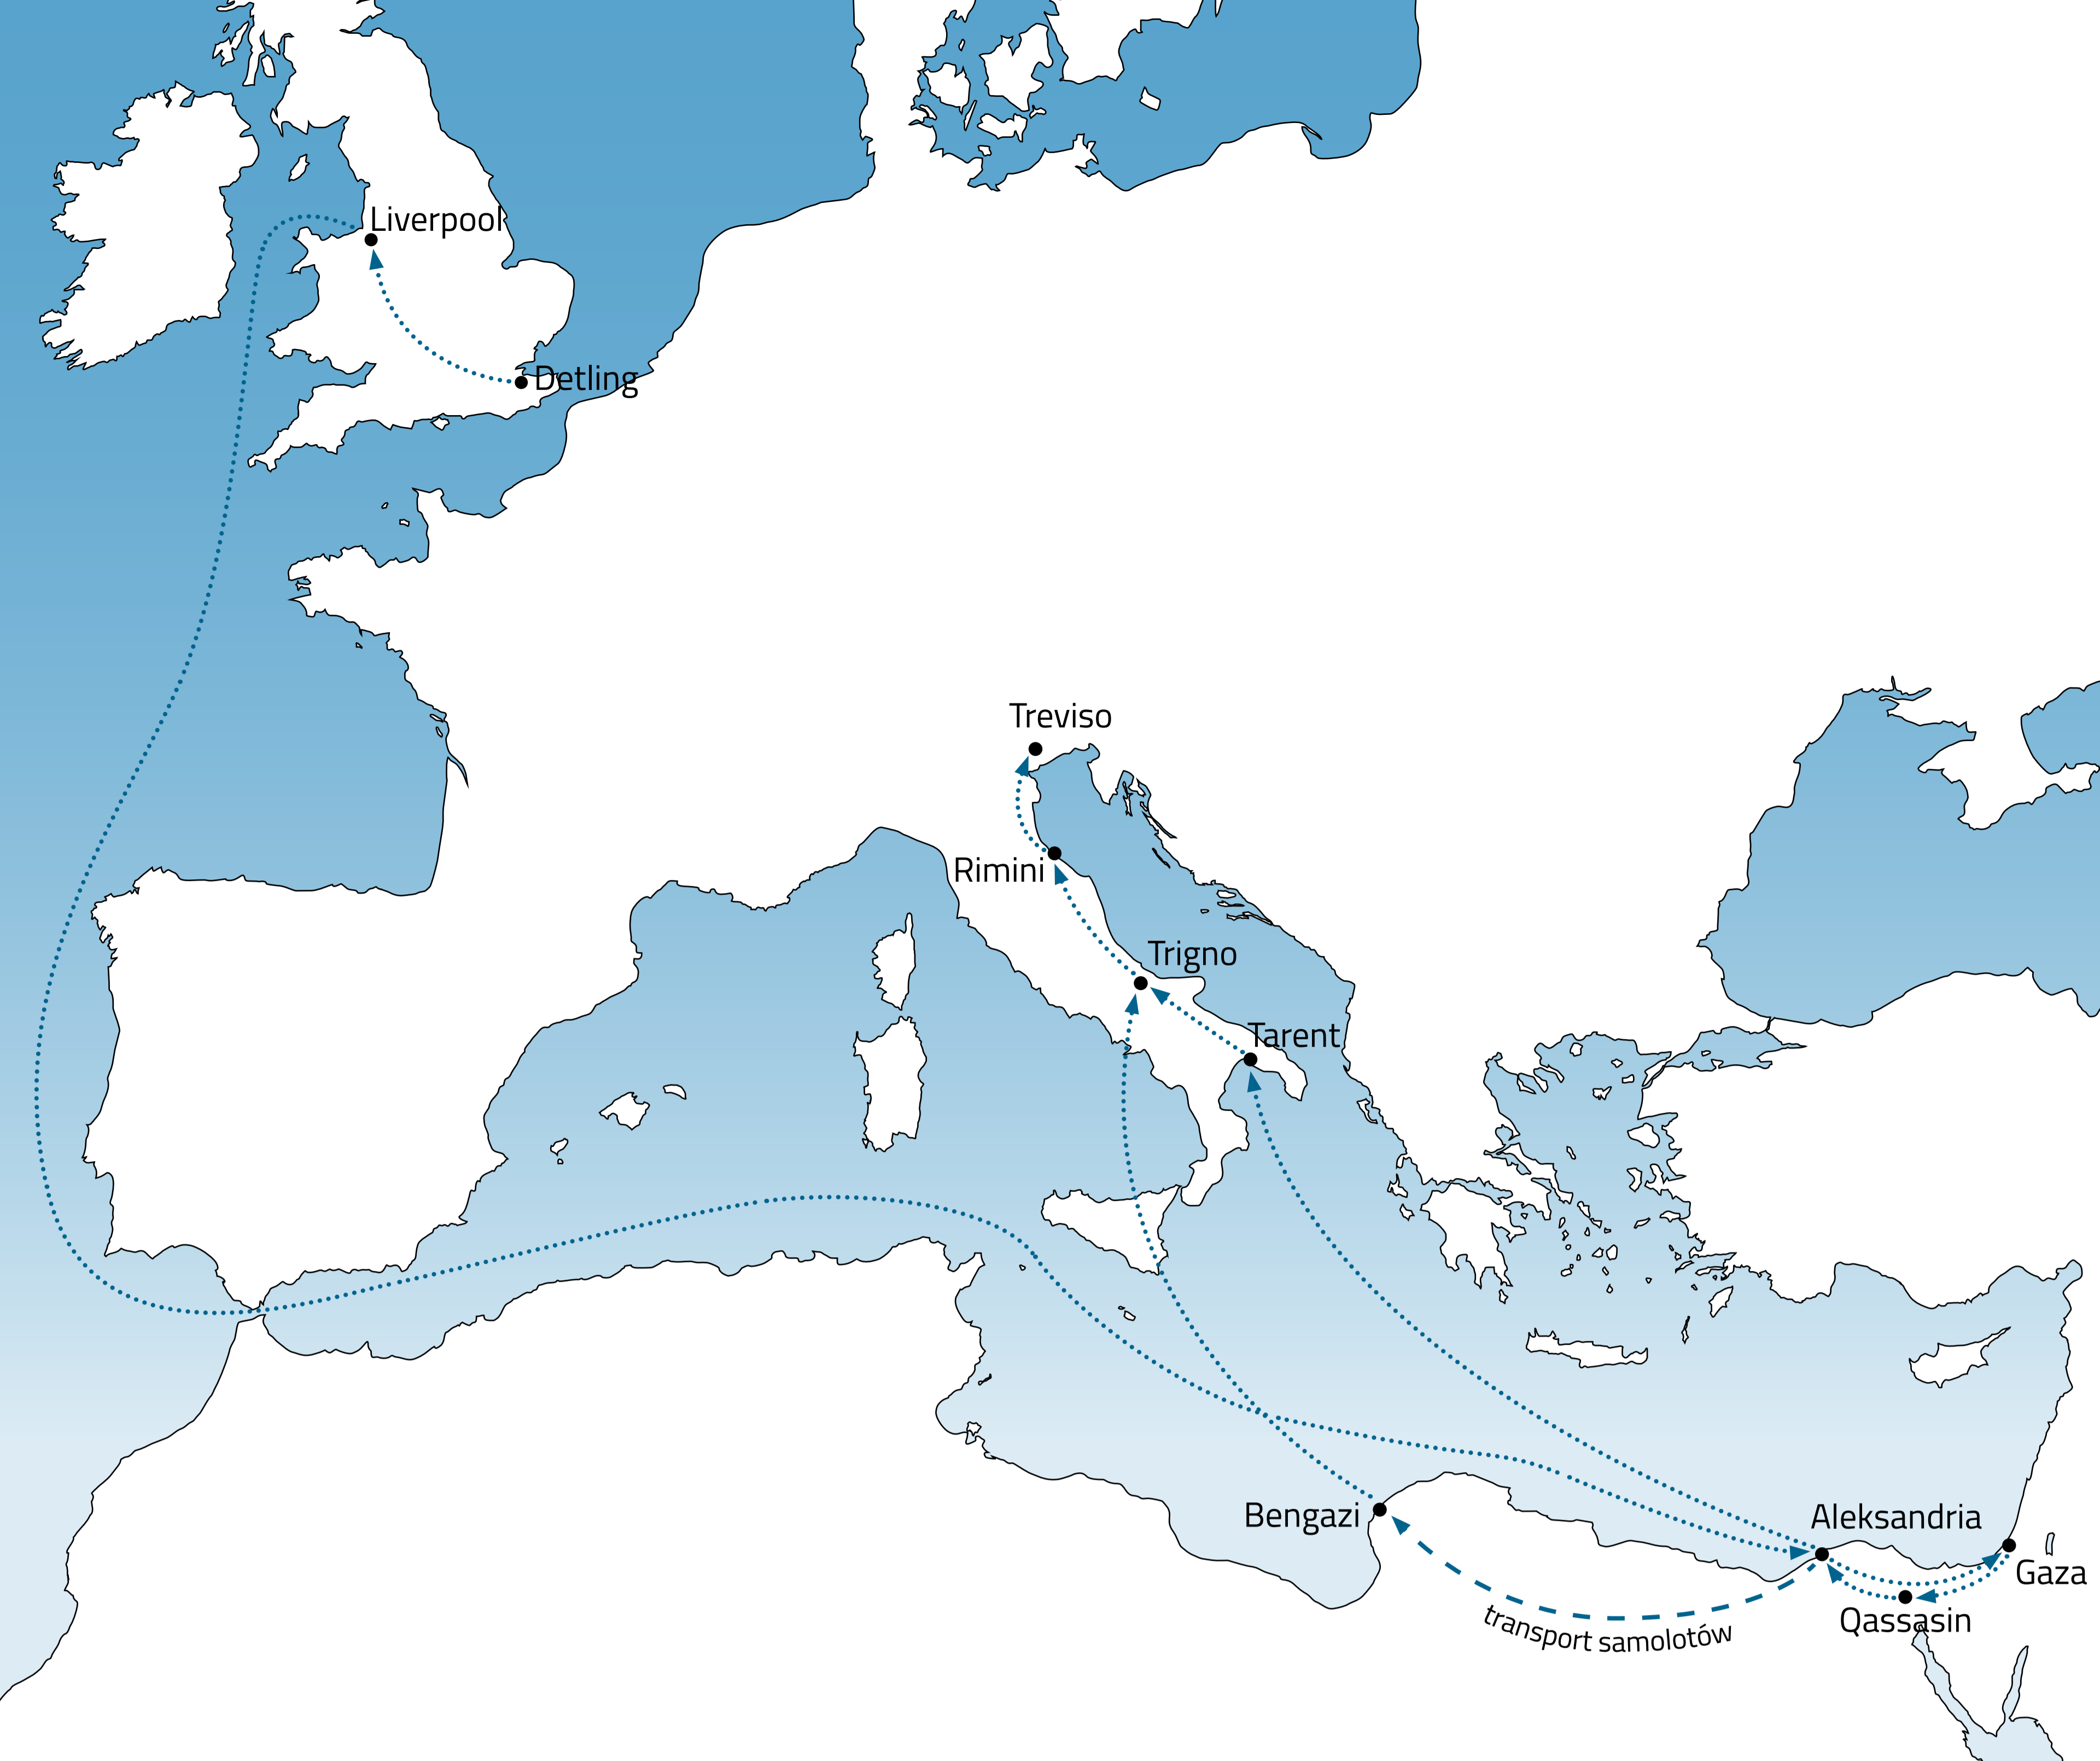 Liverpool
Detling
Treviso
Rimini
Trigno
Tarent
Bengazi
Aleksandria
Gaza
Qassasin
transport samolotów